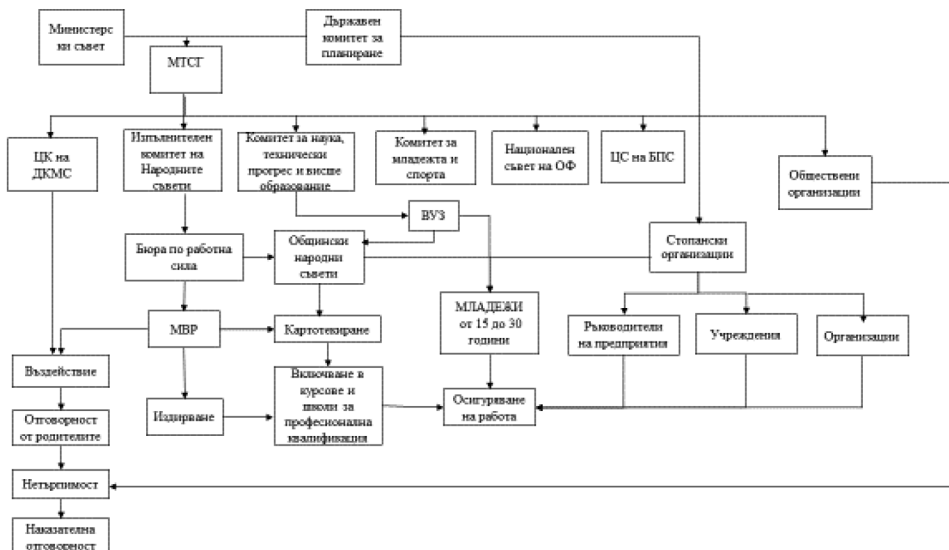 Министерс
ки съвет
Държавен
комитет за
планиране
МТСГ
ЦК на
ДКМС
Изпълнителен
комитет на
Народните
съвети
Комитет за наука,
технически
прогрес и висше
образование
Комитет за
младежта и
спорта
Национален
съвет на ОФ
ЦС на БПС
Обществени
организации
ВУЗ
Бюра по работна
сила
Общински
народни
съвети
Стопански
организации
МВР
Картотекиране
МЛАДЕЖИ
от 15 до 30
години
Ръководители
на предприятия
Учреждения
Организации
Въздействие
Издирване
Включване в
курсове и
школи за
професионална
квалификация
Осигуряване
на работа
Отговорност
от родителите
Нетърпимост
Наказателна
отговорност